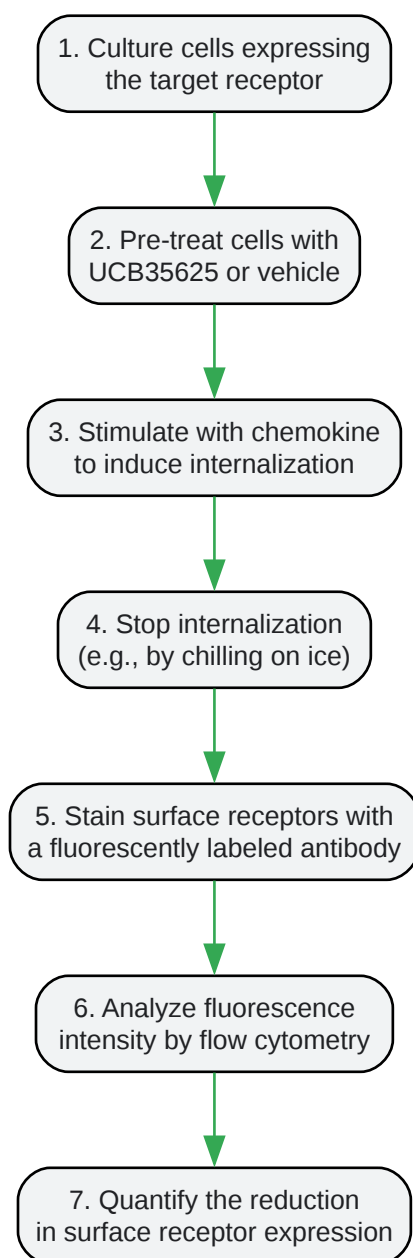 1. Culture cells expressing
the target receptor
2. Pre-treat cells with
UCB35625 or vehicle
3. Stimulate with chemokine
to induce internalization
4. Stop internalization
(e.g., by chilling on ice)
5. Stain surface receptors with
a fluorescently labeled antibody
6. Analyze fluorescence
intensity by flow cytometry
7. Quantify the reduction
in surface receptor expression